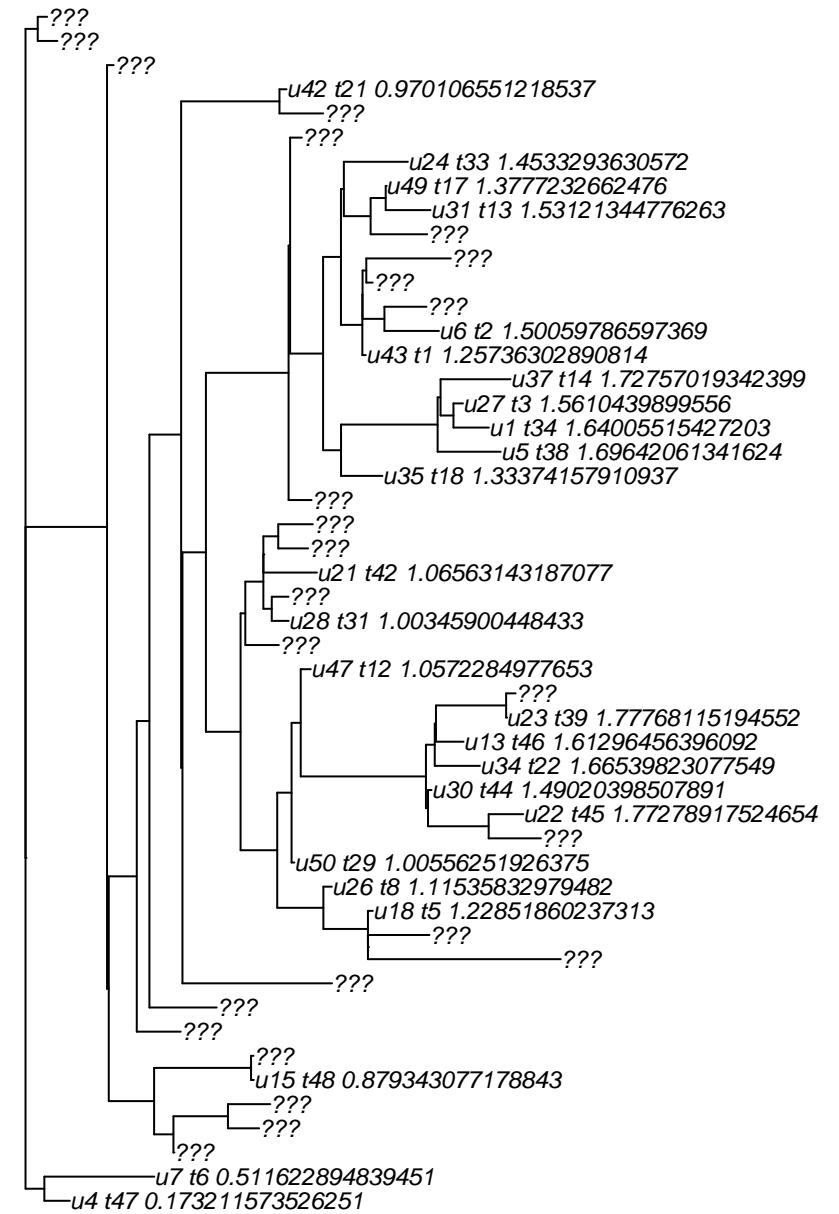 ???
???
???
u42 t21 0.970106551218537
???
???
u24 t33 1.4533293630572
u49 t17 1.3777232662476
u31 t13 1.53121344776263
???
???
???
???
u6 t2 1.50059786597369
u43 t1 1.25736302890814
u37 t14 1.72757019342399
u27 t3 1.5610439899556
u1 t34 1.64005515427203
u5 t38 1.69642061341624
u35 t18 1.33374157910937
???
???
???
u21 t42 1.06563143187077
???
u28 t31 1.00345900448433
???
u47 t12 1.0572284977653
???
u23 t39 1.77768115194552
u13 t46 1.61296456396092
u34 t22 1.66539823077549
u30 t44 1.49020398507891
u22 t45 1.77278917524654
???
u50 t29 1.00556251926375
u26 t8 1.11535832979482
u18 t5 1.22851860237313
???
???
???
???
???
???
u15 t48 0.879343077178843
???
???
???
u7 t6 0.511622894839451
u4 t47 0.173211573526251